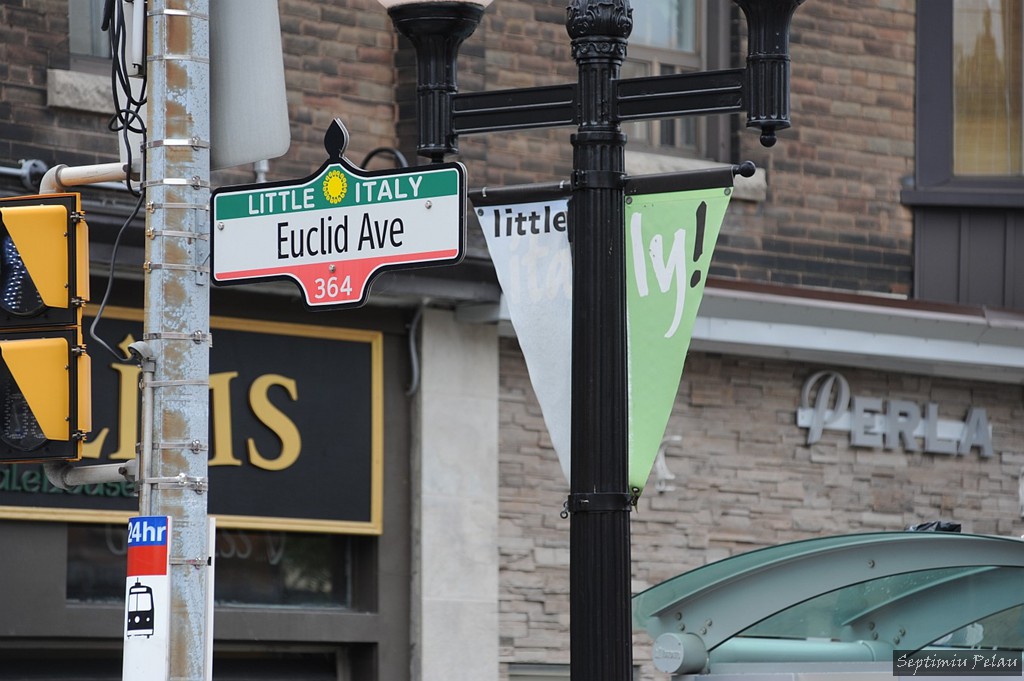 LITTLE ITALY
Euclid Ave
364
little
ly!
PERLA
24hr
Septimiu Pelau